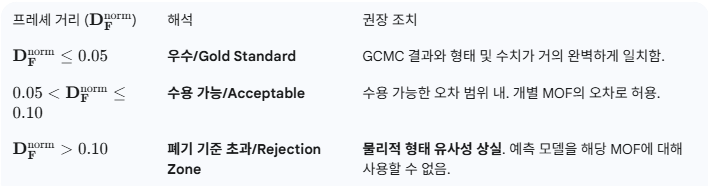 프레셰 거리 ($\mathbf{D}_{\mathbf{F}}^{\text{norm}}$) 해석 권장 조치
$\mathbf{D}_{\mathbf{F}}^{\text{norm}} \leq 0.05$ 우수/Gold Standard GCMC 결과와 형태 및 수치가 거의 완벽하게 일치함.
$0.05 < \mathbf{D}_{\mathbf{F}}^{\text{norm}} \leq$ 수용 가능/Acceptable 수용 가능한 오차 범위 내. 개별 MOF의 오차로 허용.
$0.10$
$\mathbf{D}_{\mathbf{F}}^{\text{norm}} > 0.10$ 폐기 기준 초과/Rejection 물리적 형태 유사성 상실. 예측 모델을 해당 MOF에 대해
Zone 사용할 수 없음.